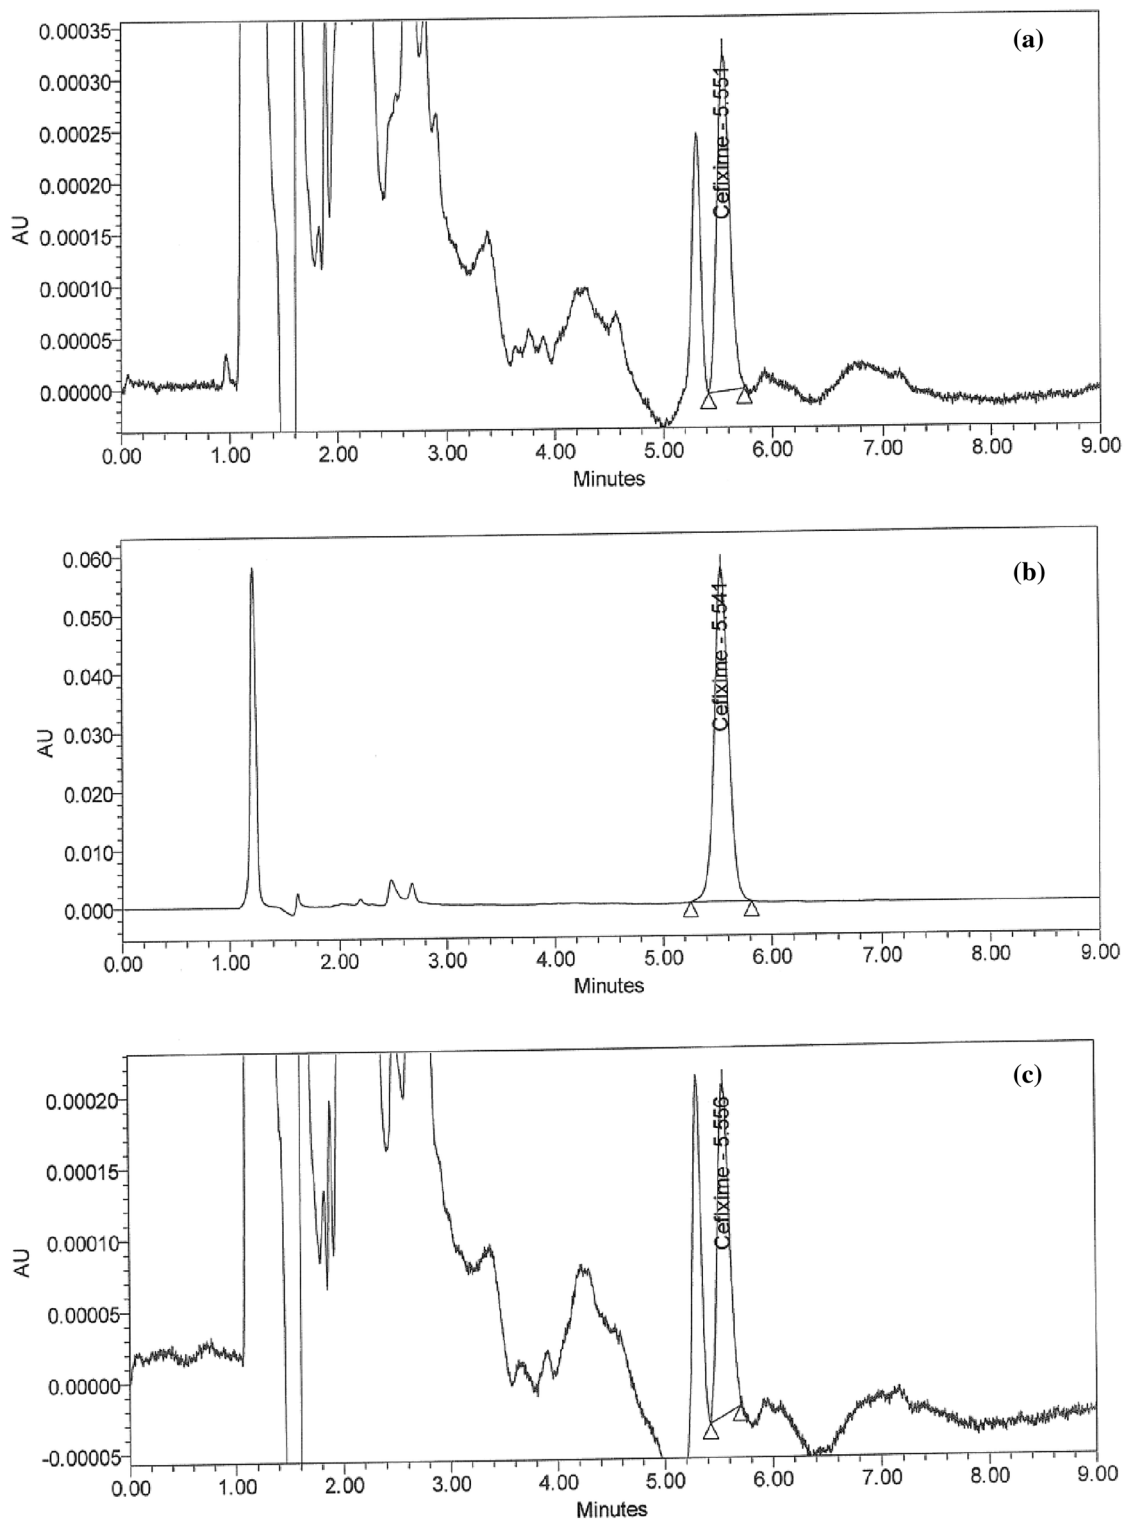 (a)
0.00035
0.00030
0.00025
0.00020
0.00015
0.00010
0.00005
0.00000
AU
Cefixime - 5.551
0.00 1.00 2.00 3.00 4.00 5.00 6.00 7.00 8.00 9.00
Minutes
(b)
0.060
0.050
0.040
0.030
0.020
0.010
0.000
AU
Cefixime - 5.541
0.00 1.00 2.00 3.00 4.00 5.00 6.00 7.00 8.00 9.00
Minutes
(c)
0.00020
0.00015
0.00010
0.00005
0.00000
-0.00005
AU
Cefixime - 5.556
0.00 1.00 2.00 3.00 4.00 5.00 6.00 7.00 8.00 9.00
Minutes